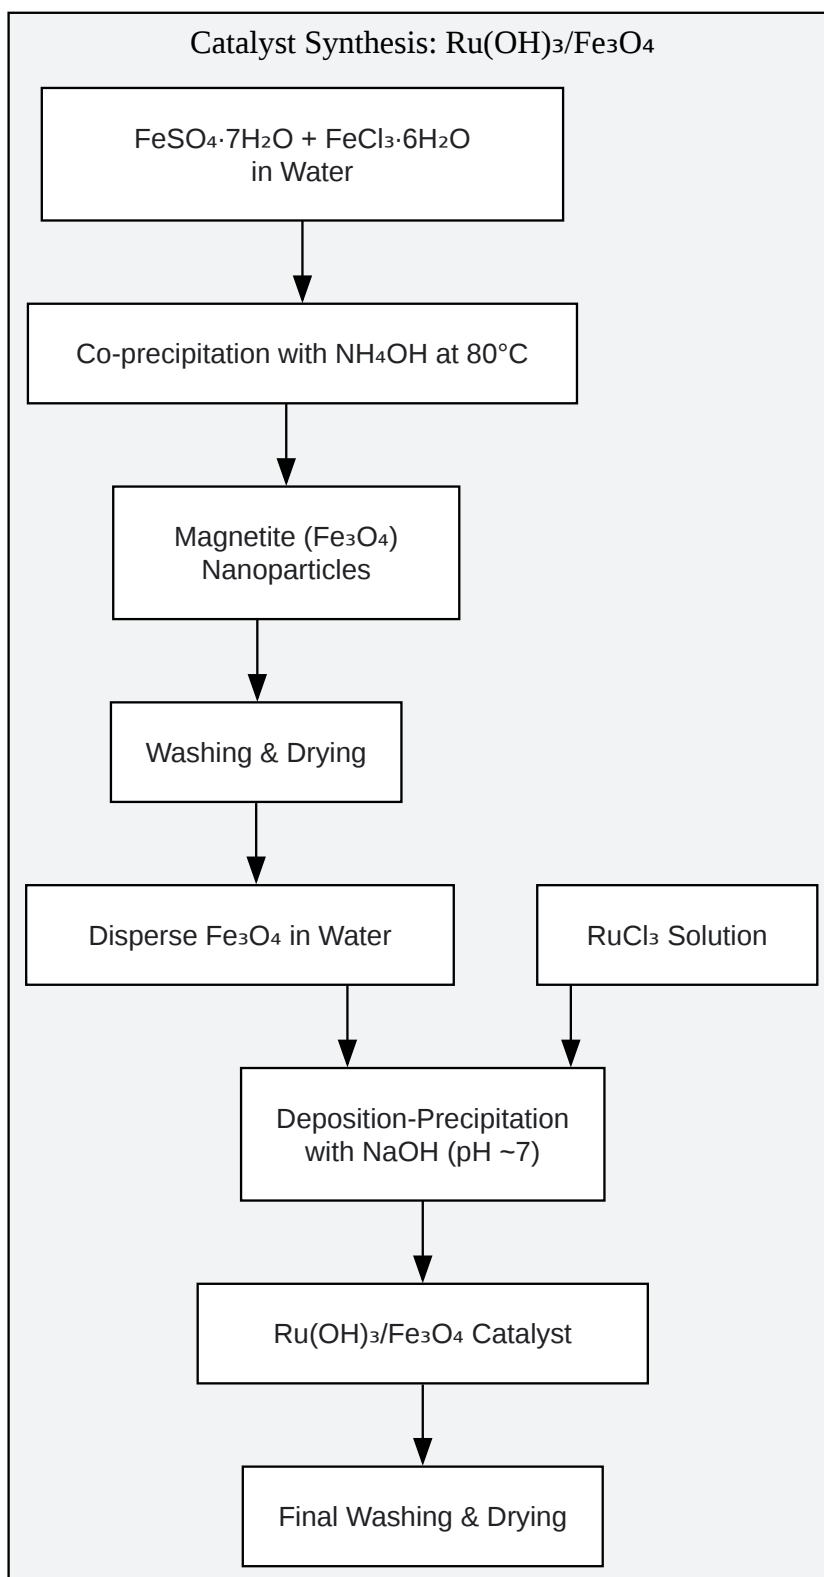 Catalyst Synthesis: Ru(OH)₃/Fe₃O₄
FeSO₄·7H₂O + FeCl₃·6H₂O
in Water
Co-precipitation with NH₄OH at 80°C
Magnetite (Fe₃O₄)
Nanoparticles
Washing & Drying
Disperse Fe₃O₄ in Water
RuCl₃ Solution
Deposition-Precipitation
with NaOH (pH ~7)
Ru(OH)₃/Fe₃O₄ Catalyst
Final Washing & Drying